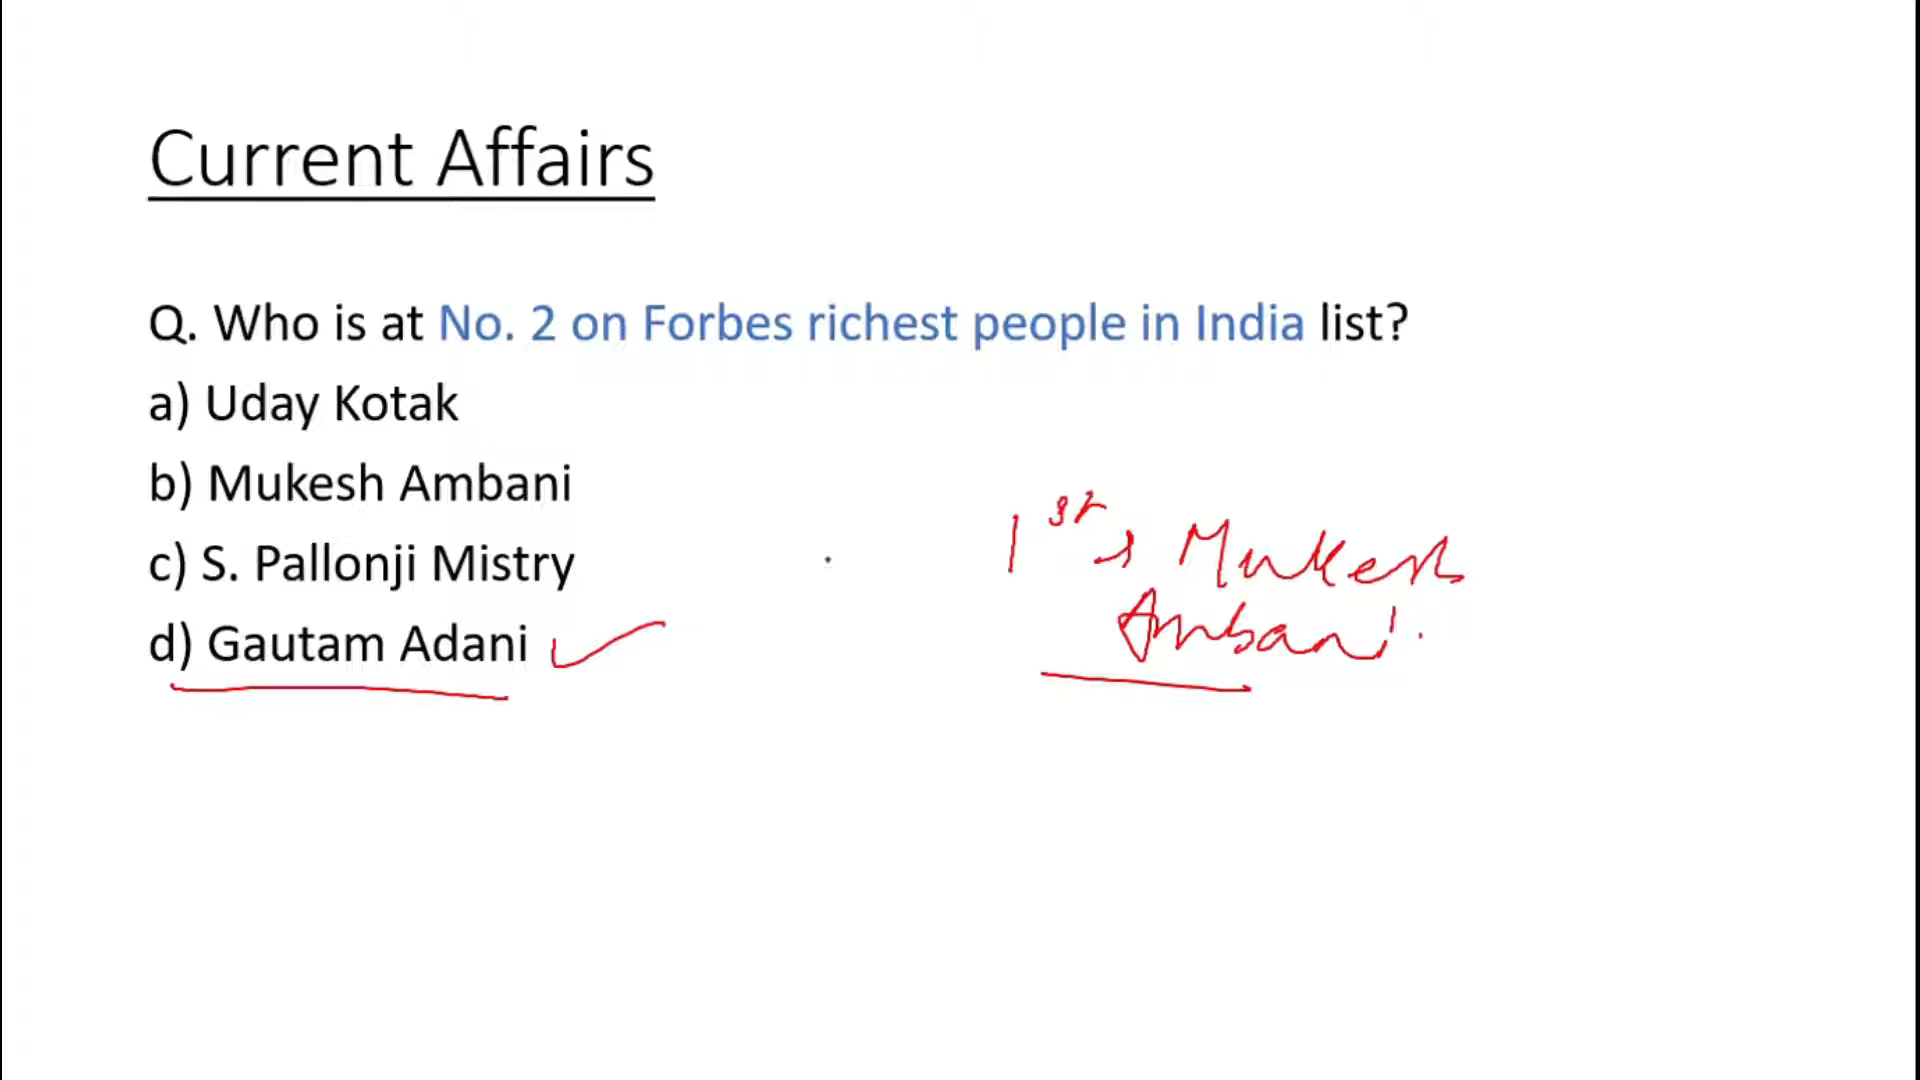 Current Affairs
Q. Who is at No. 2 on Forbes richest people in India list?
a) Uday Kotak
b) Mukesh Ambani
c) S. Pallonji Mistry
d) Gautam Adani
1st Mukesh
Ambani